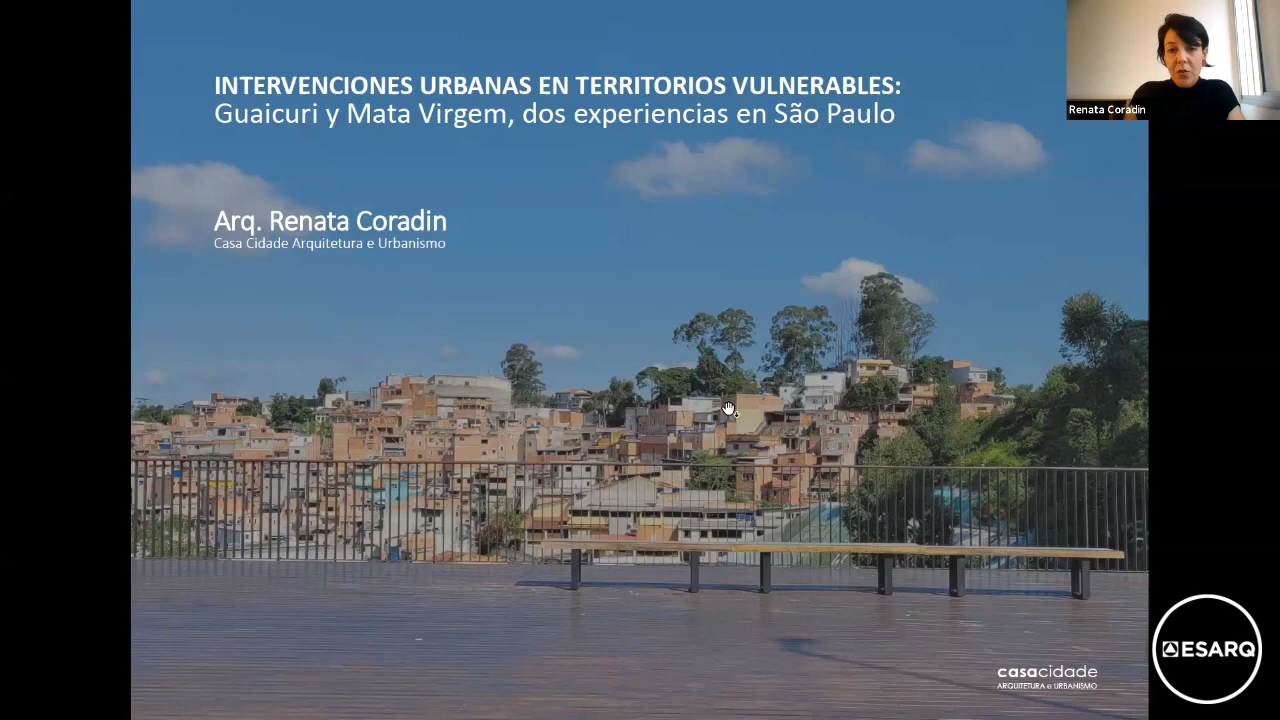 INTERVENCIONES URBANAS EN TERRITORIOS VULNERABLES:
Guaicuri y Mata Virgem, dos experiencias en São Paulo
Renata Coradin
Arq. Renata Coradin
Casa Cidade Arquitetura e Urbanismo
ESARQ
casacidade
ARQUITETURA e URBANISMO